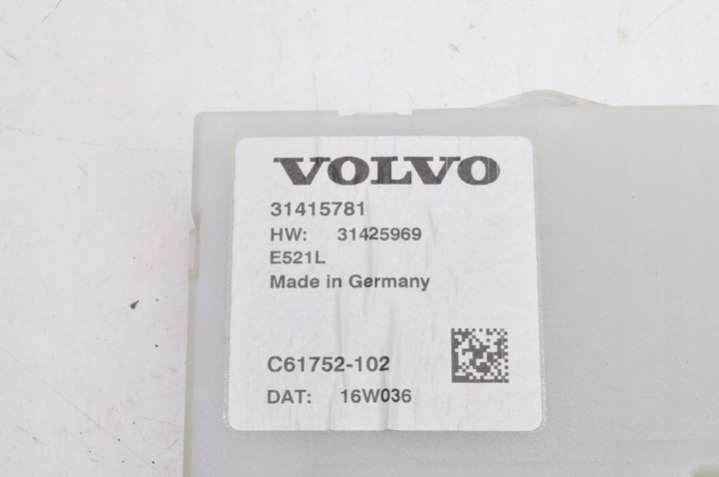 VOLVO
31415781
HW: 31425969
E521L
Made in Germany
C61752-102
DAT: 16W036